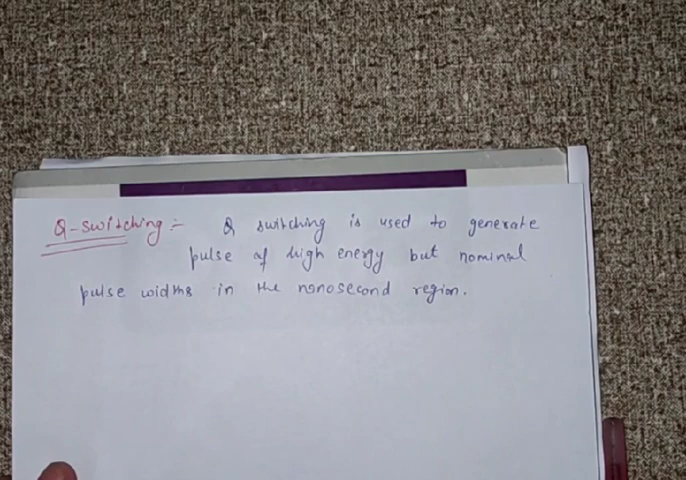 Q-switching :- Q switching is used to generate
pulse of high energy but nominal
pulse widths in the nanosecond region.